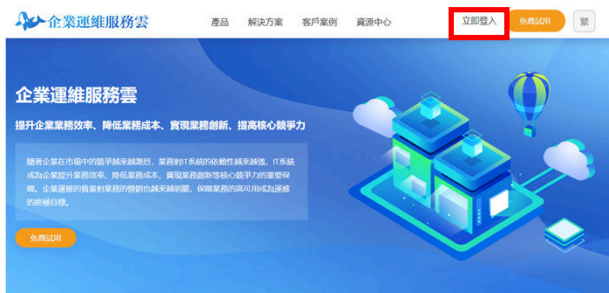 企業運維服務雲
產品 解決方案 客戶案例 資源中心 立即登入 免費試用 繁
企業運維服務雲
提升企業業務效率、降低業務成本、實現業務創新、提高核心競爭力
隨著企業在市場中的競爭越來越激烈，業務對IT系統的依賴性越來越強，IT系統
成為企業提升業務效率、降低業務成本、實現業務創新等核心競爭力的重要保
障。企業運維的質量對業務的營銷也越來越明顯，保障業務的高可用成為運維
的終極目標。
免費試用